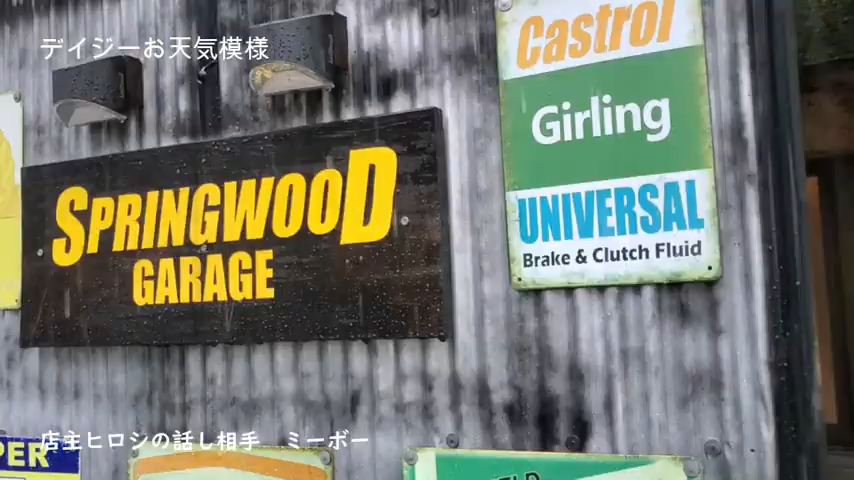 デイジーお天気模様
Castrol
Girling
UNIVERSAL
Brake & Clutch Fluid
SPRINGWOOD
GARAGE
店主ヒロシの話し相手　ミーボー
PER